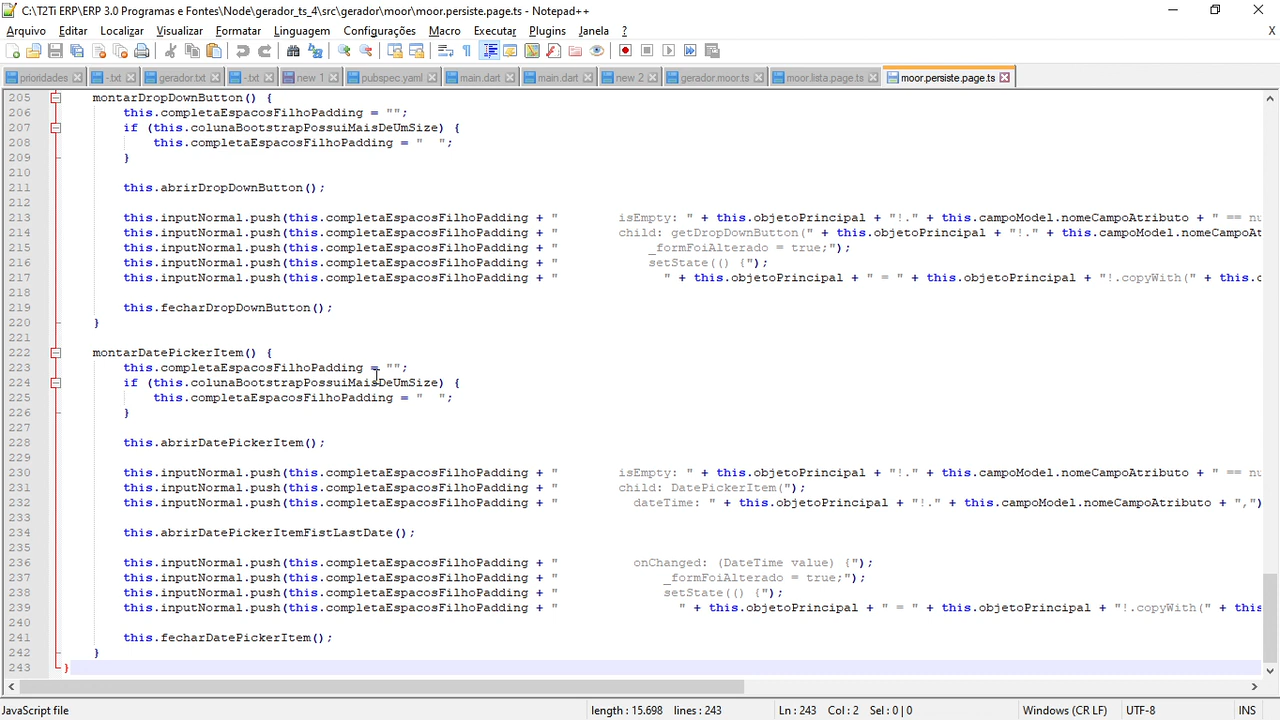 C:\T2Ti ERP\ERP 3.0 Programas e Fontes\Node\gerador_ts_4\src\gerador\moor\moor.persiste.page.ts - Notepad++
Arquivo Editar Localizar Visualizar Formatar Linguagem Configurações Macro Executar Plugins Janela ? X
prioridades - txt gerador.txt - txt new 1 pubspec.yaml main.dart main.dart new 2 gerador.moor.ts moor.lista.page.ts moor.persiste.page.ts
205 montarDropDownButton() {
206 this.completaEspacosFilhoPadding = "";
207 if (this.colunaBootstrapPossuiMaisDeUmSize) {
208 this.completaEspacosFilhoPadding = "  ";
209 }
210
211 this.abrirDropDownButton();
212
213 this.inputNormal.push(this.completaEspacosFilhoPadding + "        isEmpty: " + this.objetoPrincipal + "!." + this.campoModel.nomeCampoAtributo + " == nu
214 this.inputNormal.push(this.completaEspacosFilhoPadding + "        child: getDropDownButton(" + this.objetoPrincipal + "!." + this.campoModel.nomeCampoAt
215 this.inputNormal.push(this.completaEspacosFilhoPadding + "            _formFoiAlterado = true;");
216 this.inputNormal.push(this.completaEspacosFilhoPadding + "            setState(() {");
217 this.inputNormal.push(this.completaEspacosFilhoPadding + "              " + this.objetoPrincipal + " = " + this.objetoPrincipal + "!.copyWith(" + this.c
218
219 this.fecharDropDownButton();
220 }
221
222 montarDatePickerItem() {
223 this.completaEspacosFilhoPadding = "";
224 if (this.colunaBootstrapPossuiMaisDeUmSize) {
225 this.completaEspacosFilhoPadding = "  ";
226 }
227
228 this.abrirDatePickerItem();
229
230 this.inputNormal.push(this.completaEspacosFilhoPadding + "        isEmpty: " + this.objetoPrincipal + "!." + this.campoModel.nomeCampoAtributo + " == nu
231 this.inputNormal.push(this.completaEspacosFilhoPadding + "        child: DatePickerItem(");
232 this.inputNormal.push(this.completaEspacosFilhoPadding + "          dateTime: " + this.objetoPrincipal + "!." + this.campoModel.nomeCampoAtributo + ",")
233
234 this.abrirDatePickerItemFistLastDate();
235
236 this.inputNormal.push(this.completaEspacosFilhoPadding + "          onChanged: (DateTime value) {");
237 this.inputNormal.push(this.completaEspacosFilhoPadding + "              _formFoiAlterado = true;");
238 this.inputNormal.push(this.completaEspacosFilhoPadding + "              setState(() {");
239 this.inputNormal.push(this.completaEspacosFilhoPadding + "                " + this.objetoPrincipal + " = " + this.objetoPrincipal + "!.copyWith(" + this
240
241 this.fecharDatePickerItem();
242 }
243 }
JavaScript file length : 15.698 lines : 243 Ln : 243 Col : 2 Sel : 0 | 0 Windows (CR LF) UTF-8 INS